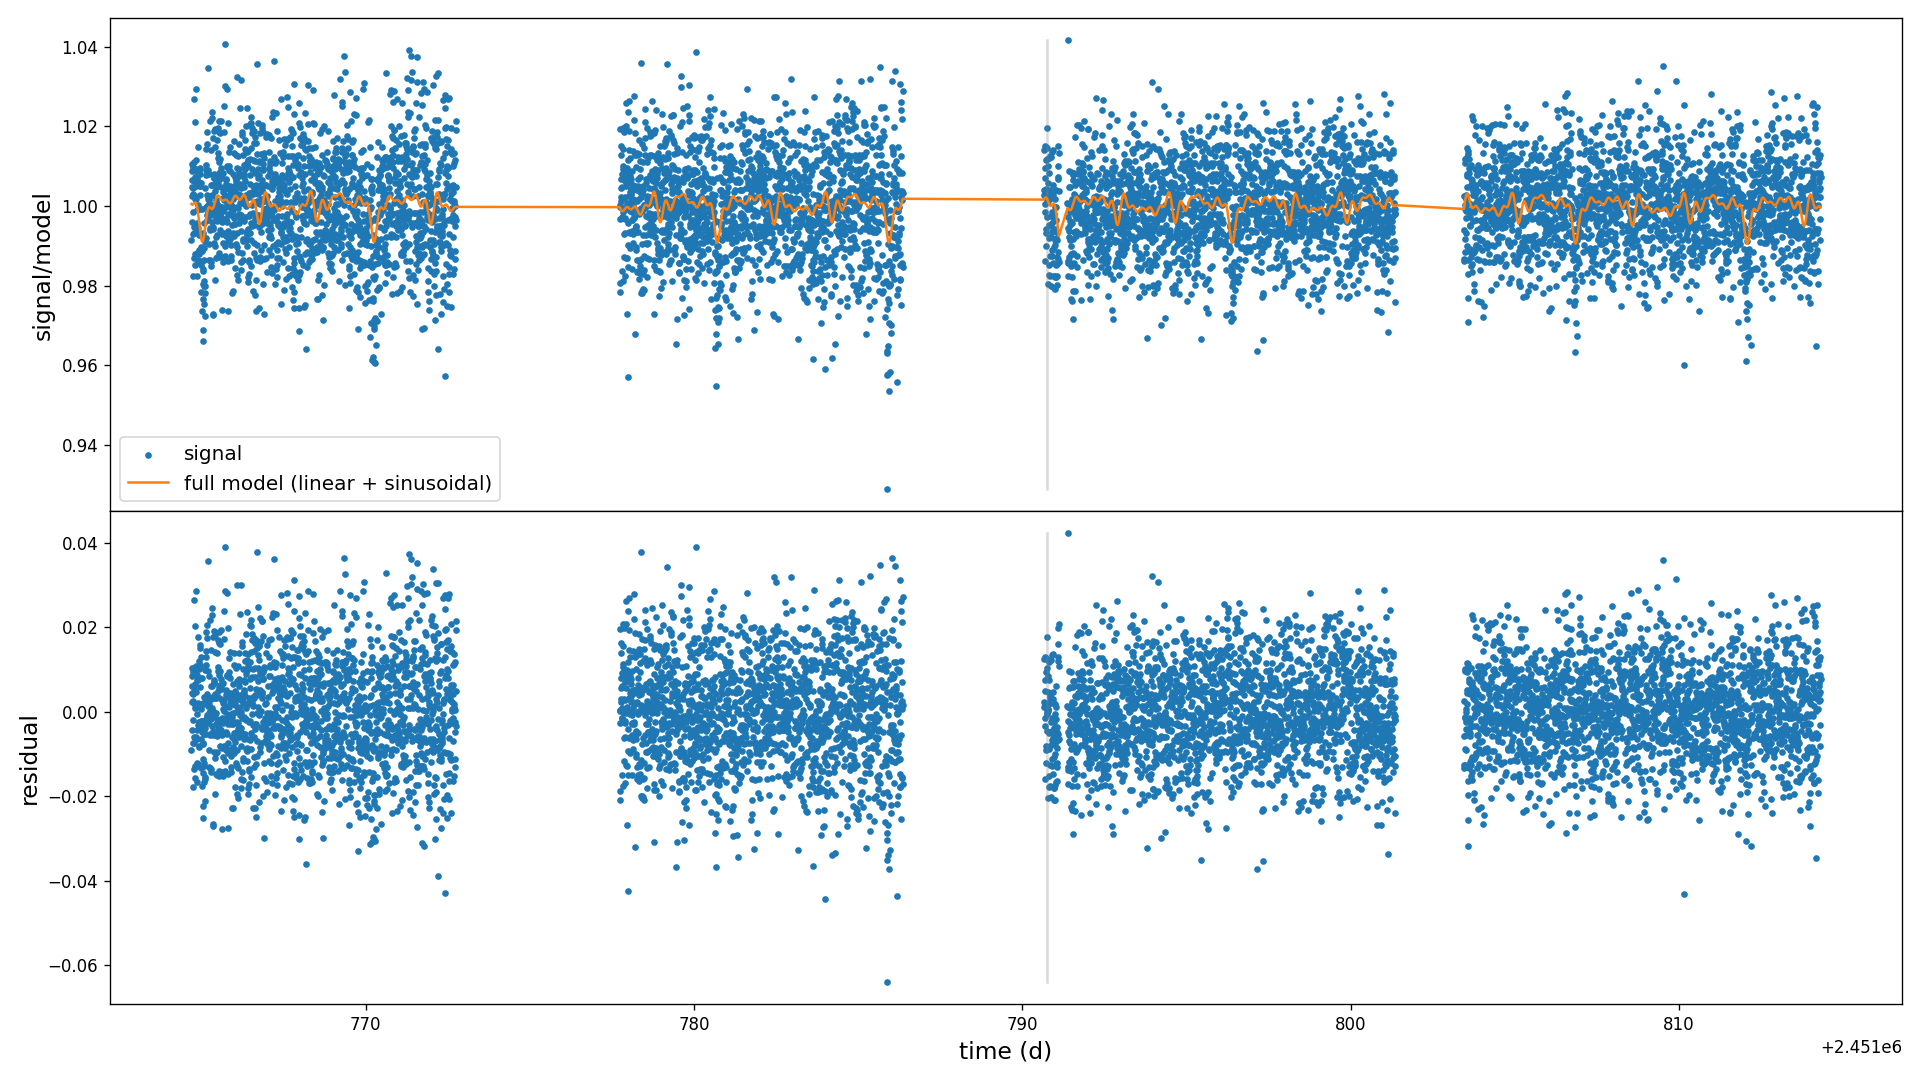 signal/model
1.04
1.02
1.00
0.98
0.96
0.94
signal
full model (linear + sinusoidal)
residual
0.04
0.02
0.00
−0.02
−0.04
−0.06
770
780
790
800
810
time (d)
+2.451e6